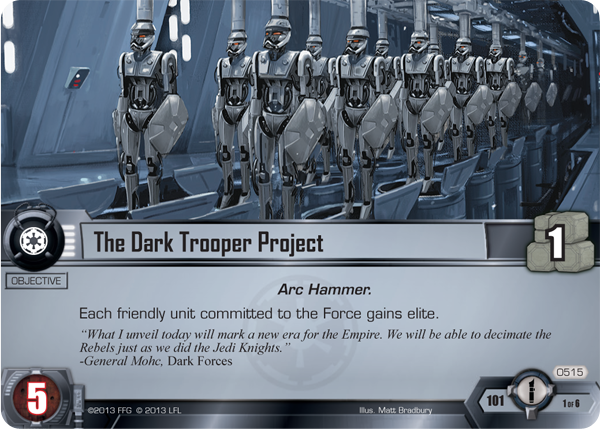 The Dark Trooper Project
1
OBJECTIVE
Arc Hammer.
Each friendly unit committed to the Force gains elite.
“What I unveil today will mark a new era for the Empire. We will be able to decimate the
Rebels just as we did the Jedi Knights.”
-General Mohc, Dark Forces
5
©2013 FFG © 2013 LFL
Illus. Matt Bradbury
0515
101
1 OF 6